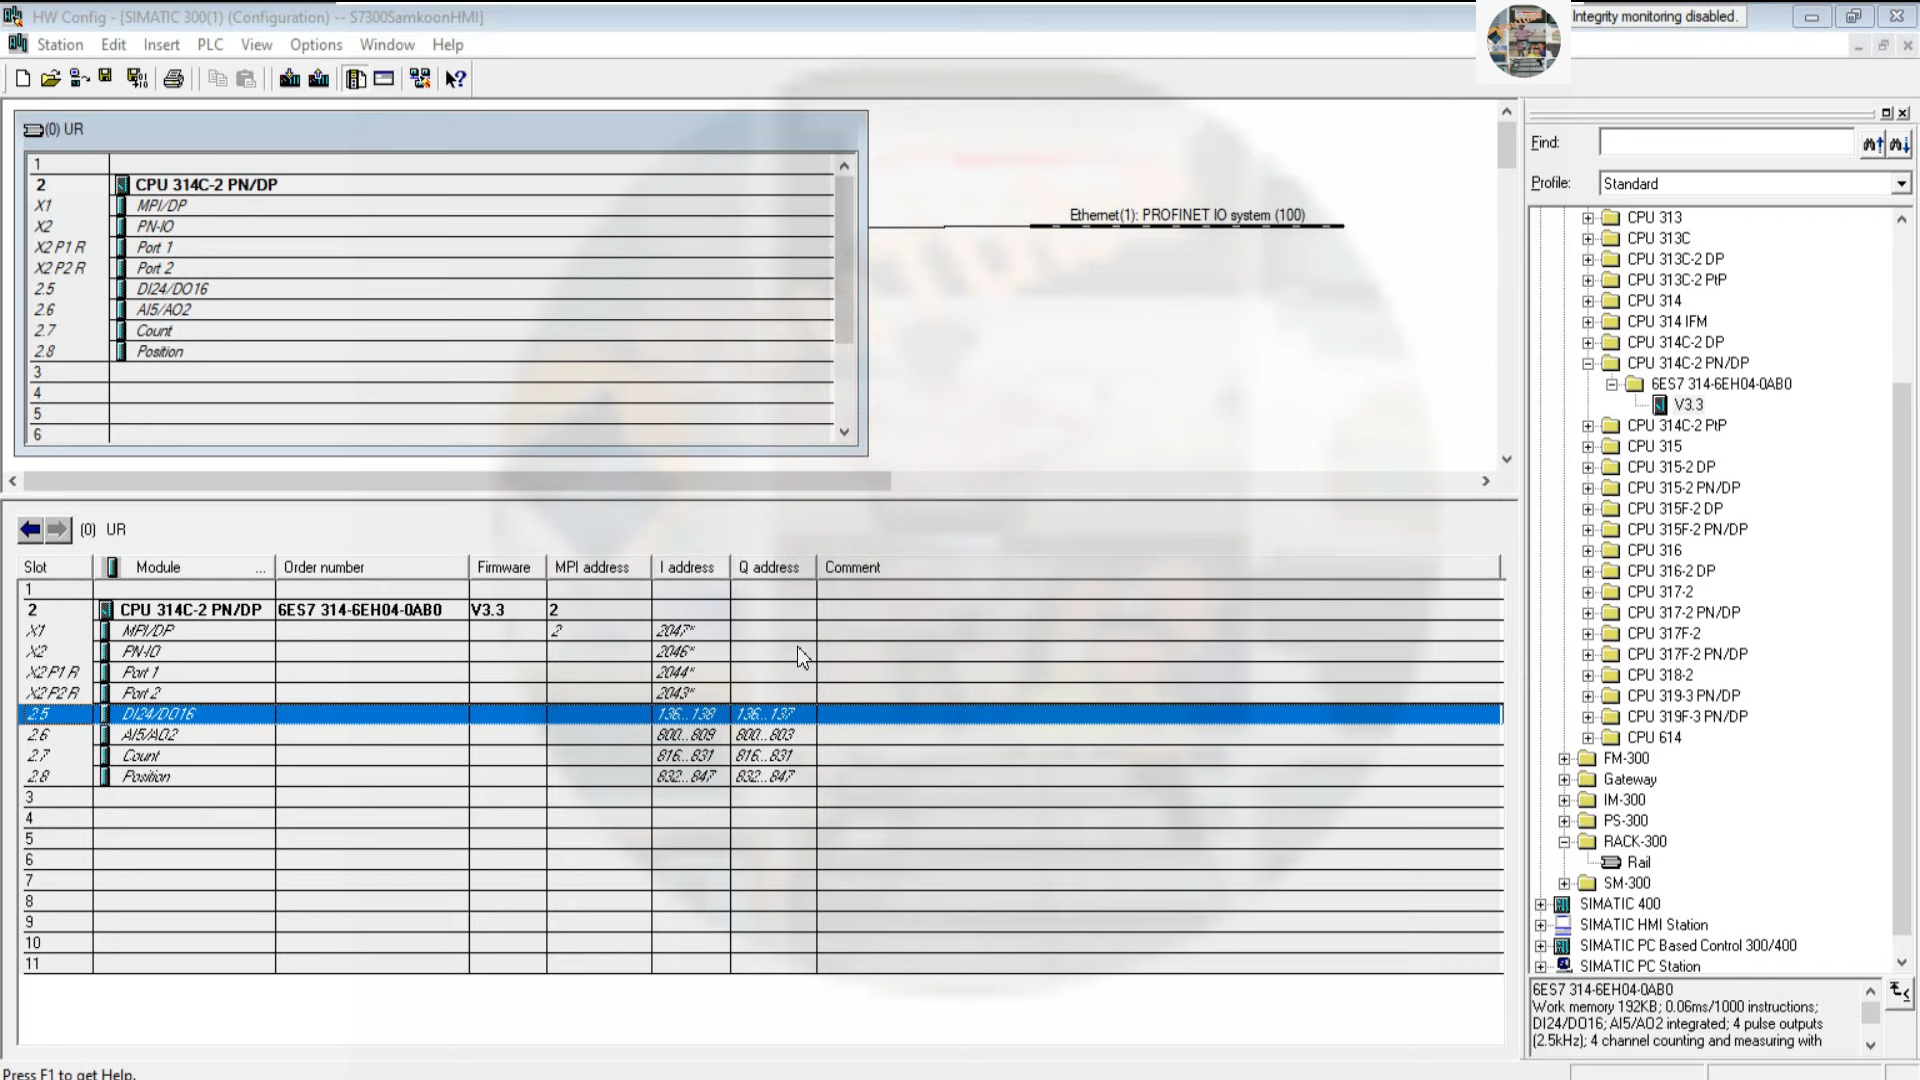 HW Config - [SIMATIC 300(1) (Configuration) -- S7300SamkoonHMI]
Integrity monitoring disabled.
Station Edit Insert PLC View Options Window Help
(0) UR
1
2 CPU 314C-2 PN/DP
X1 MPI/DP
X2 PN-IO
X2 P1 R Port 1
X2 P2 R Port 2
2.5 DI24/DO16
2.6 AI5/AO2
2.7 Count
2.8 Position
3
4
5
6
Ethernet(1): PROFINET IO system (100)
(0) UR
Slot Module ... Order number Firmware MPI address I address Q address Comment
1
2 CPU 314C-2 PN/DP 6ES7 314-6EH04-0AB0 V3.3 2
X1 MPI/DP 2 2047*
X2 PN-IO 2046*
X2 P1 R Port 1 2044*
X2 P2 R Port 2 2043*
2.5 DI24/DO16 136...138 136...137
2.6 AI5/AO2 800...809 800...803
2.7 Count 816...831 816...831
2.8 Position 832...847 832...847
3
4
5
6
7
8
9
10
11
Find:
Profile: Standard
CPU 313
CPU 313C
CPU 313C-2 DP
CPU 313C-2 PtP
CPU 314
CPU 314 IFM
CPU 314C-2 DP
CPU 314C-2 PN/DP
6ES7 314-6EH04-0AB0
V3.3
CPU 314C-2 PtP
CPU 315
CPU 315-2 DP
CPU 315-2 PN/DP
CPU 315F-2 DP
CPU 315F-2 PN/DP
CPU 316
CPU 316-2 DP
CPU 317-2
CPU 317-2 PN/DP
CPU 317F-2
CPU 317F-2 PN/DP
CPU 318-2
CPU 319-3 PN/DP
CPU 319F-3 PN/DP
CPU 614
FM-300
Gateway
IM-300
PS-300
RACK-300
Rail
SM-300
SIMATIC 400
SIMATIC HMI Station
SIMATIC PC Based Control 300/400
SIMATIC PC Station
6ES7 314-6EH04-0AB0
Work memory 192KB; 0.06ms/1000 instructions;
DI24/DO16; AI5/AO2 integrated; 4 pulse outputs
(2.5kHz); 4 channel counting and measuring with
Press F1 to get Help.